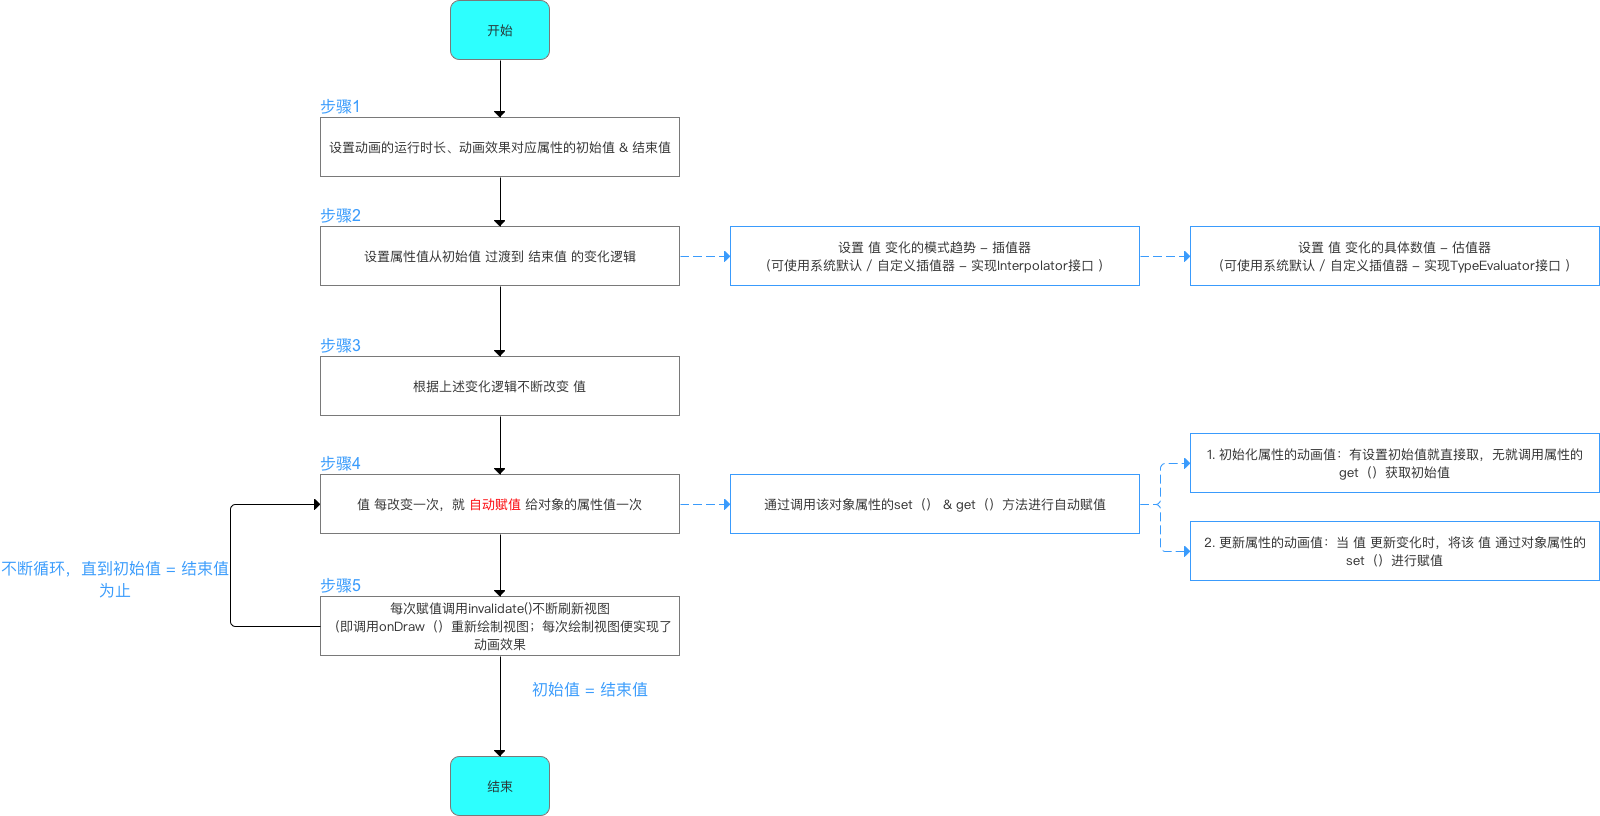 开始
步骤1
设置动画的运行时长、动画效果对应属性的初始值 & 结束值
步骤2
设置属性值从初始值 过渡到 结束值 的变化逻辑
设置 值 变化的模式趋势 - 插值器
（可使用系统默认 / 自定义插值器 - 实现Interpolator接口 ）
设置 值 变化的具体数值 - 估值器
（可使用系统默认 / 自定义插值器 - 实现TypeEvaluator接口 ）
步骤3
根据上述变化逻辑不断改变 值
步骤4
值 每改变一次，就 自动赋值 给对象的属性值一次
通过调用该对象属性的set（） & get（）方法进行自动赋值
1. 初始化属性的动画值：有设置初始值就直接取，无就调用属性的
get（）获取初始值
2. 更新属性的动画值：当 值 更新变化时，将该 值 通过对象属性的
set（）进行赋值
不断循环，直到初始值 = 结束值
为止
步骤5
每次赋值调用invalidate()不断刷新视图
（即调用onDraw（）重新绘制视图；每次绘制视图便实现了
动画效果
初始值 = 结束值
结束